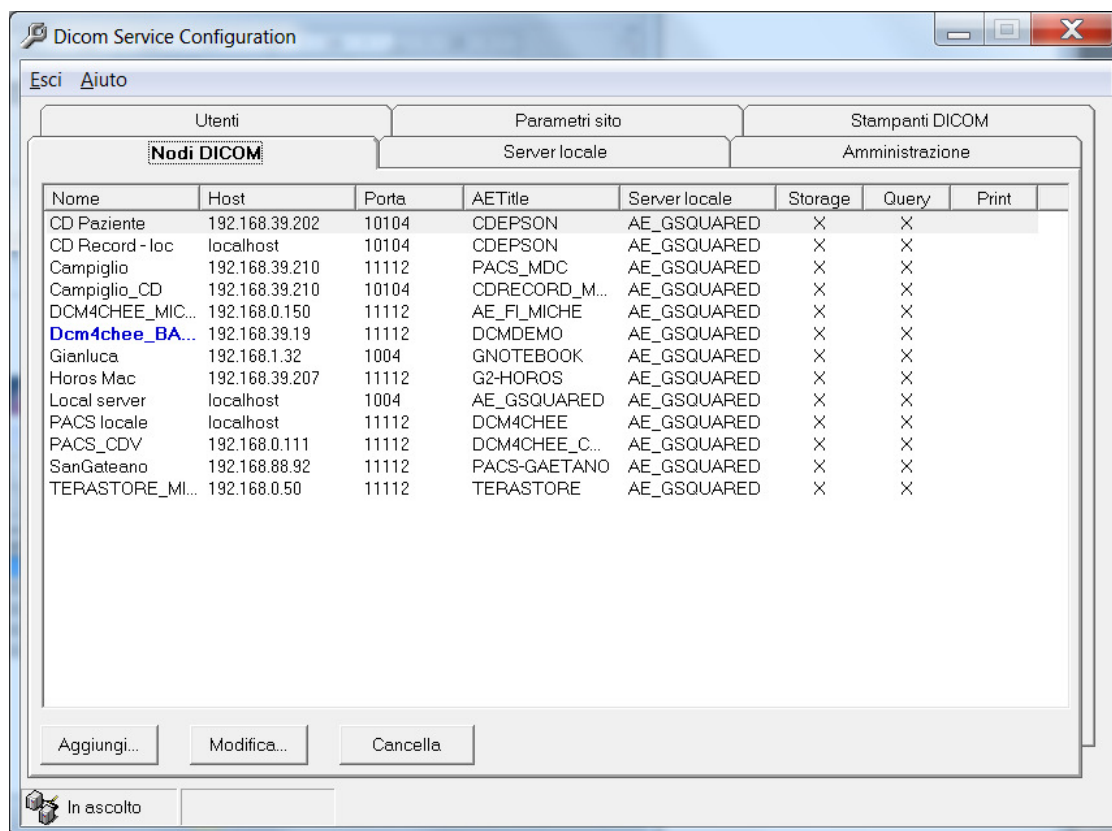 Dicom Service Configuration
Esci Aiuto
Utenti Parametri sito Stampanti DICOM
Nodi DICOM Server locale Amministrazione
Nome Host Porta AETitle Server locale Storage Query Print
CD Paziente 192.168.39.202 10104 CDEPSON AE_GSQUARED X X
CD Record - loc localhost 10104 CDEPSON AE_GSQUARED X X
Campiglio 192.168.39.210 11112 PACS_MDC AE_GSQUARED X X
Campiglio_CD 192.168.39.210 10104 CDRECORD_M... AE_GSQUARED X X
DCM4CHEE_MIC... 192.168.0.150 11112 AE_FI_MICHE AE_GSQUARED X X
Dcm4chee_BA... 192.168.39.19 11112 DCMDEMO AE_GSQUARED X X
Gianluca 192.168.1.32 1004 GNOTEBOOK AE_GSQUARED X X
Horos Mac 192.168.39.207 11112 G2-HOROS AE_GSQUARED X X
Local server localhost 1004 AE_GSQUARED AE_GSQUARED X X
PACS locale localhost 11112 DCM4CHEE AE_GSQUARED X X
PACS_CDV 192.168.0.111 11112 DCM4CHEE_C... AE_GSQUARED X X
SanGateano 192.168.88.92 11112 PACS-GAETANO AE_GSQUARED X X
TERASTORE_MI... 192.168.0.50 11112 TERASTORE AE_GSQUARED X X
Aggiungi... Modifica... Cancella
In ascolto